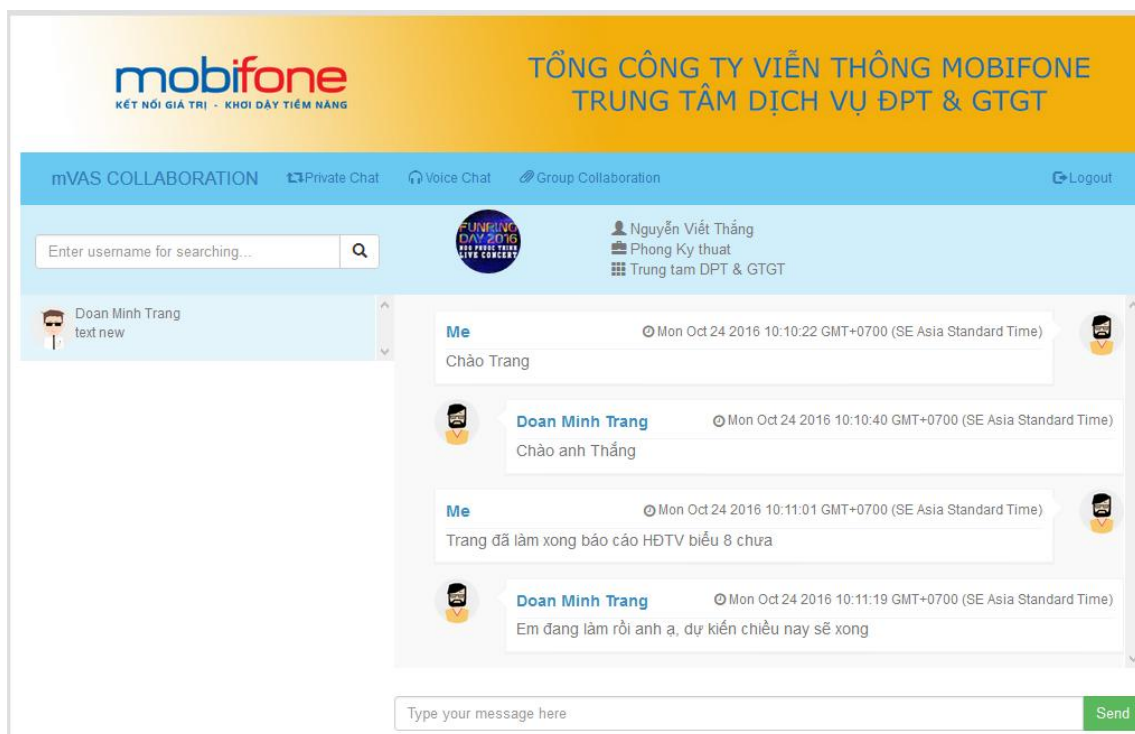 mobifone
KẾT NỐI GIÁ TRỊ - KHƠI DẬY TIỀM NĂNG
TỔNG CÔNG TY VIỄN THÔNG MOBIFONE
TRUNG TÂM DỊCH VỤ ĐPT & GTGT
mVAS COLLABORATION Private Chat Voice Chat Group Collaboration Logout
Enter username for searching...
FUNRING
DAY 2016
LIVE CONCERT
Nguyễn Viết Thắng
Phong Ky thuat
Trung tam DPT & GTGT
Doan Minh Trang
text new
Me Mon Oct 24 2016 10:10:22 GMT+0700 (SE Asia Standard Time)
Chào Trang
Doan Minh Trang Mon Oct 24 2016 10:10:40 GMT+0700 (SE Asia Standard Time)
Chào anh Thắng
Me Mon Oct 24 2016 10:11:01 GMT+0700 (SE Asia Standard Time)
Trang đã làm xong báo cáo HĐTV biểu 8 chưa
Doan Minh Trang Mon Oct 24 2016 10:11:19 GMT+0700 (SE Asia Standard Time)
Em đang làm rồi anh ạ, dự kiến chiều nay sẽ xong
Type your message here Send